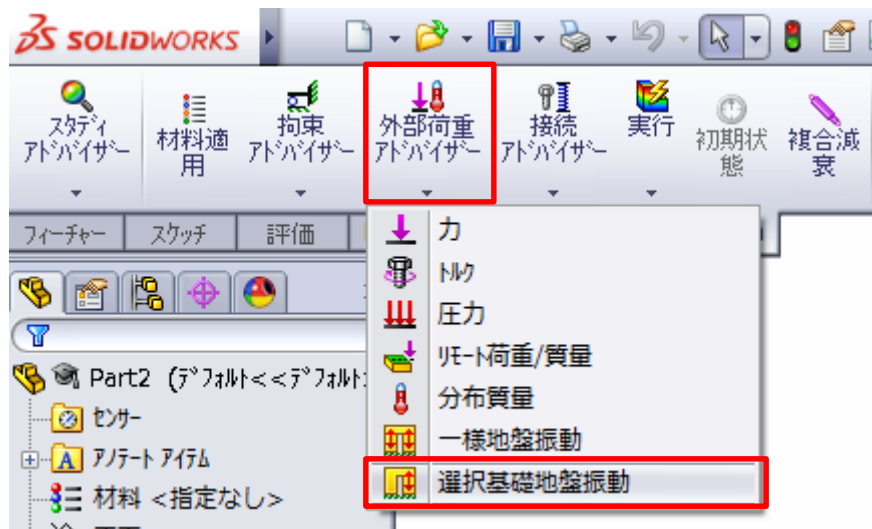 SOLIDWORKS
スタディ
アドバイザー
材料適
用
拘束
アドバイザー
外部荷重
アドバイザー
接続
アドバイザー
実行
初期状
態
複合減
衰
フィーチャー
スケッチ
評価
力
トルク
圧力
リモート荷重/質量
分布質量
一様地盤振動
選択基礎地盤振動
Part2 (デフォルト<<デフォルト
センサー
アノテート アイテム
材料 <指定なし>